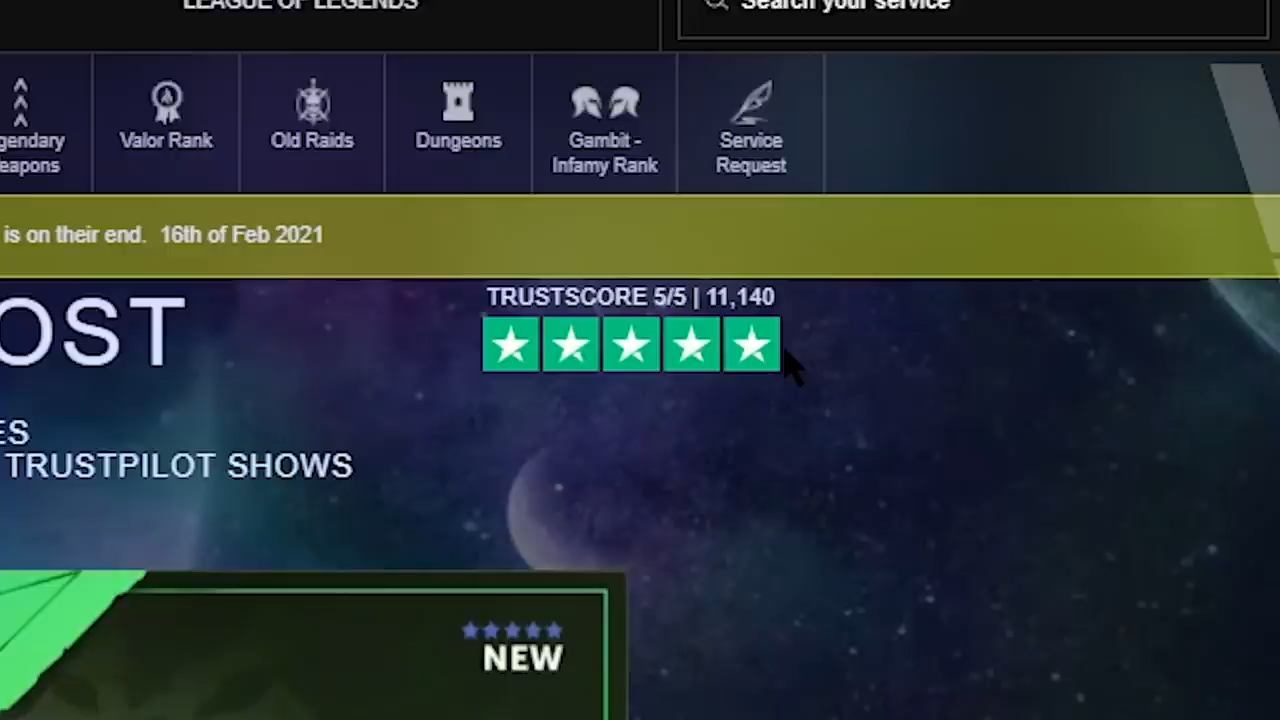 LEAGUE OF LEGENDS
Search your service
gendary
eapons
Valor Rank
Old Raids
Dungeons
Gambit -
Infamy Rank
Service
Request
is on their end. 16th of Feb 2021
OST
TRUSTSCORE 5/5 | 11,140
ES
TRUSTPILOT SHOWS
NEW